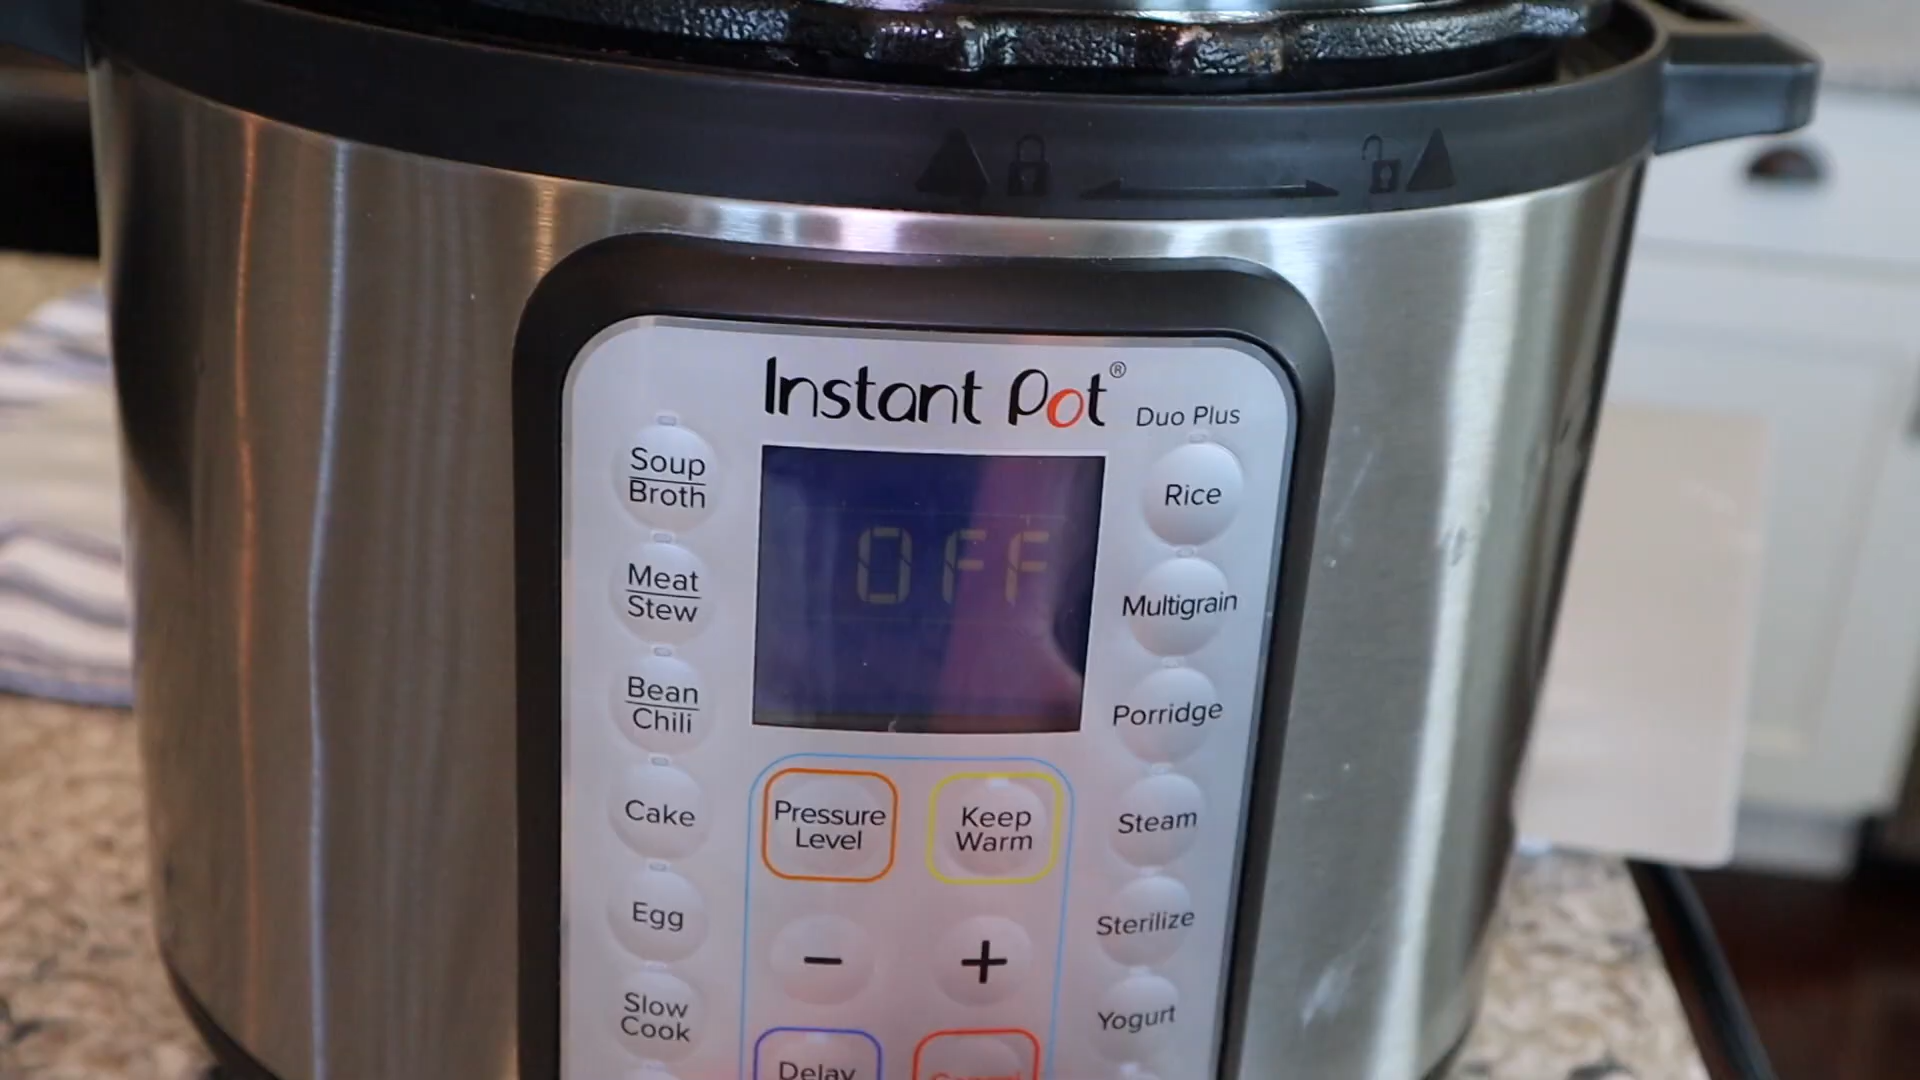 Instant Pot®
Duo Plus
OFF
Soup
Broth
Meat
Stew
Bean
Chili
Cake
Egg
Slow
Cook
Pressure
Level
Keep
Warm
−
+
Delay
Cancel
Rice
Multigrain
Porridge
Steam
Sterilize
Yogurt